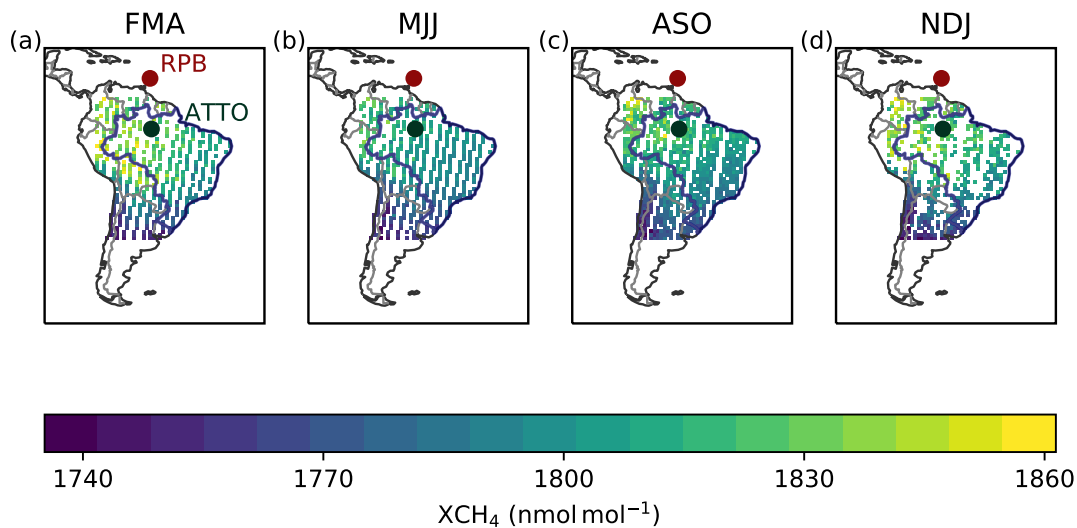 FMA MJJ ASO NDJ
(a) (b) (c) (d)
RPB
ATTO
1740 1770 1800 1830 1860
XCH₄ (nmol mol⁻¹)